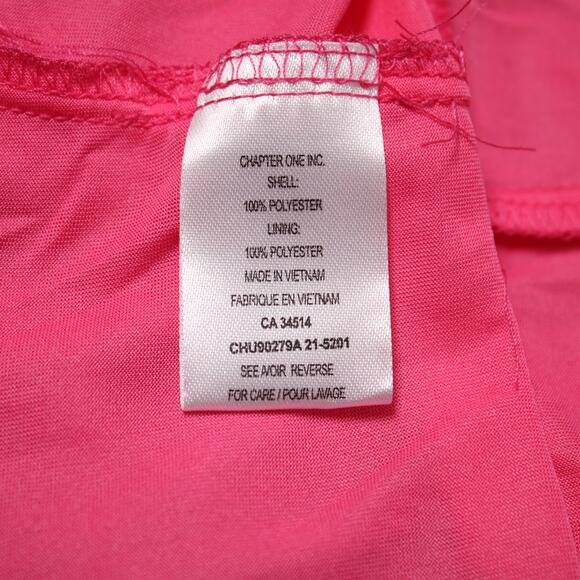 CHAPTER ONE INC.
SHELL:
100% POLYESTER
LINING:
100% POLYESTER
MADE IN VIETNAM
FABRIQUE EN VIETNAM
CA 34514
CHU90279A 21-5201
SEE /VOIR REVERSE
FOR CARE / POUR LAVAGE